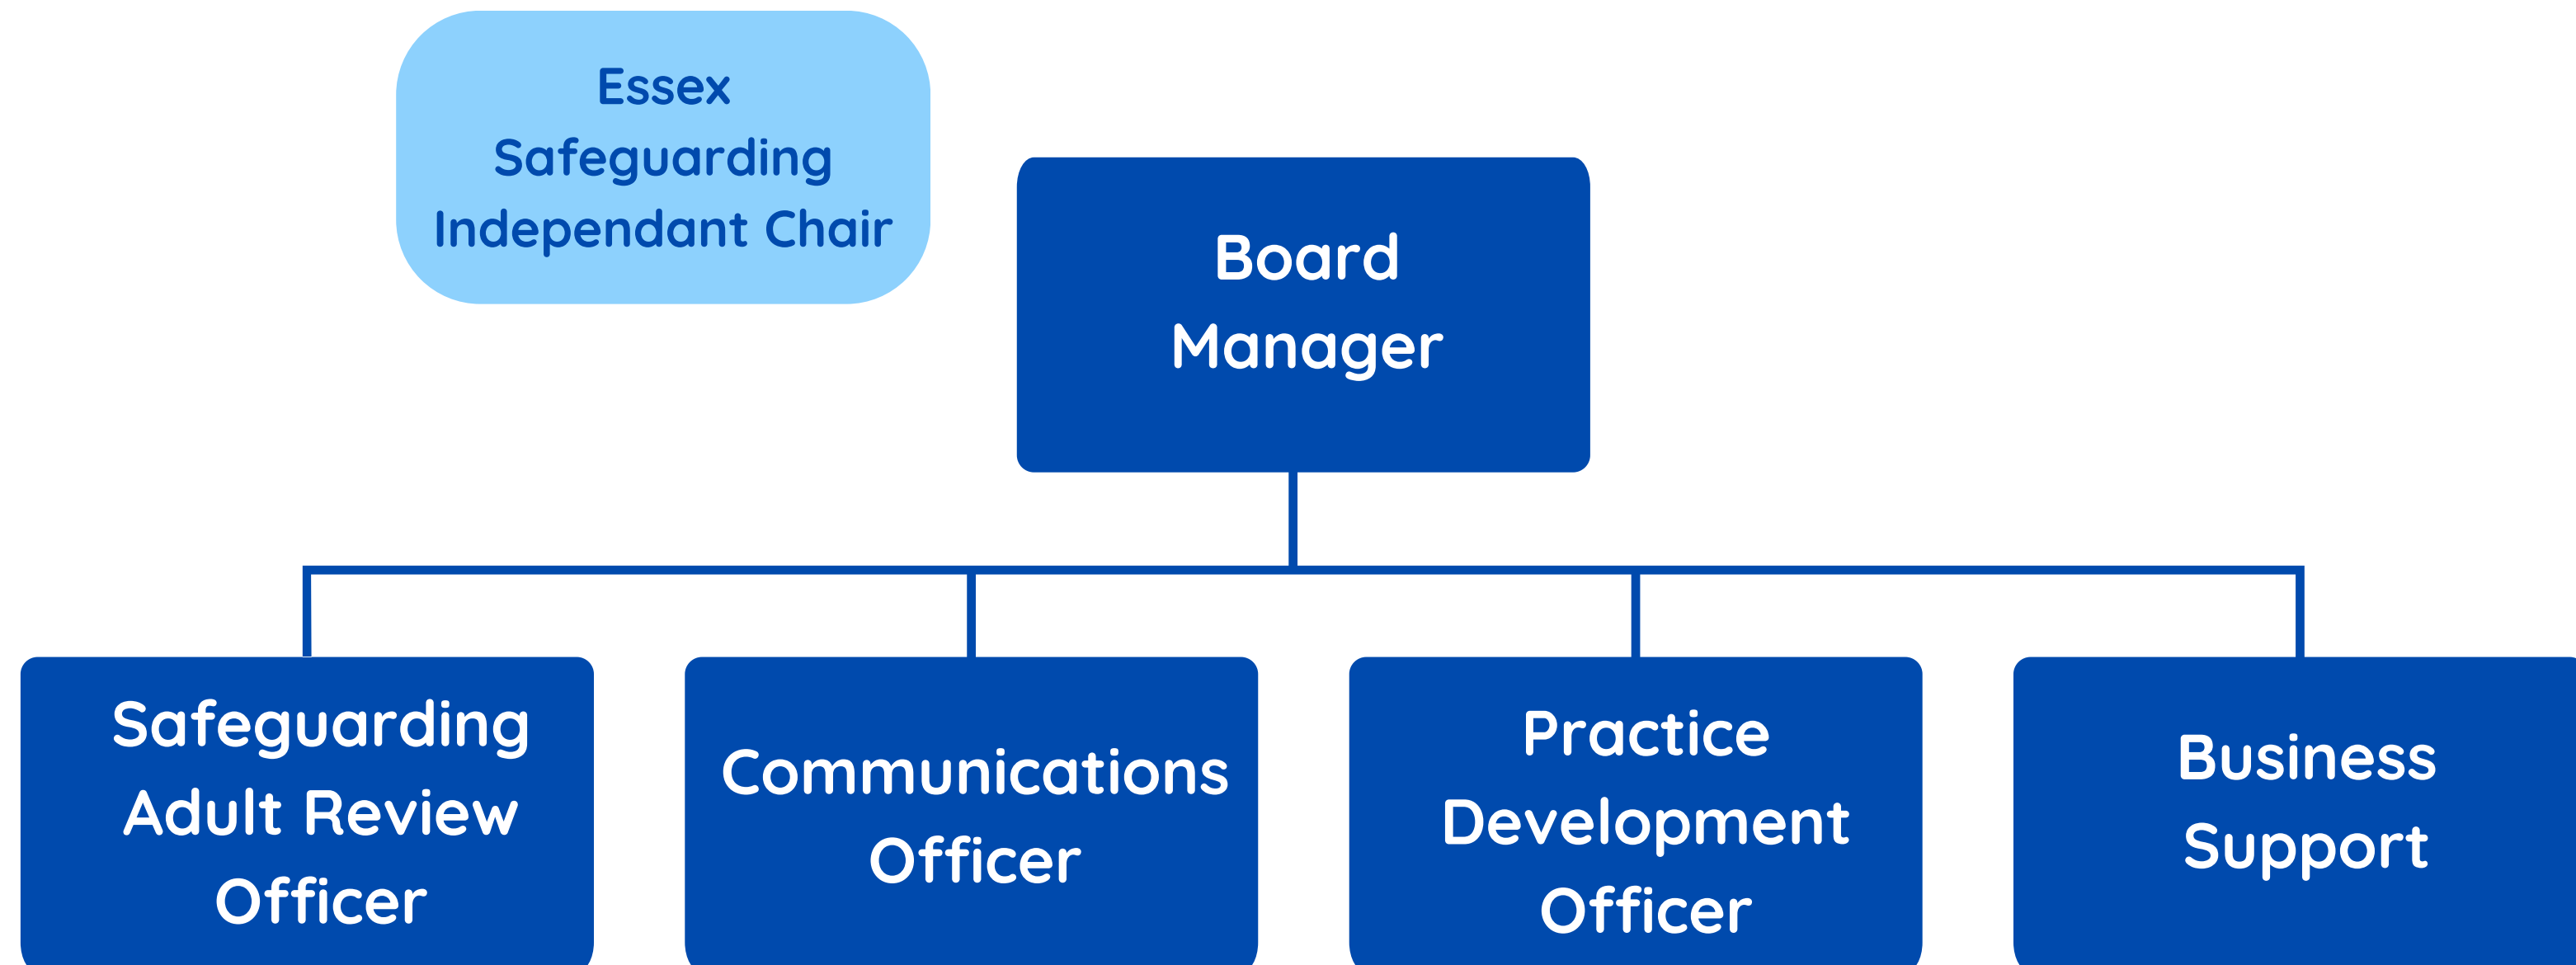 Essex
Safeguarding
Independant Chair
Board
Manager
Safeguarding
Adult Review
Officer
Communications
Officer
Practice
Development
Officer
Business
Support